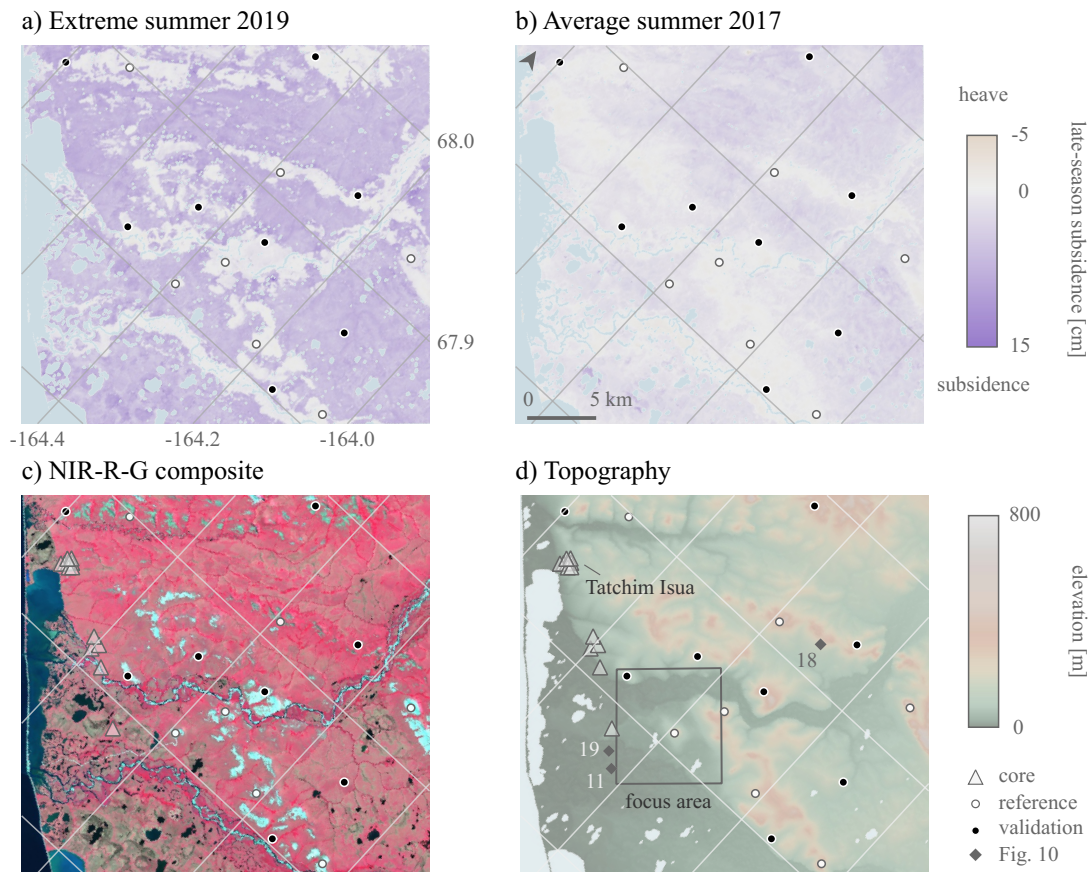 a) Extreme summer 2019
b) Average summer 2017
68.0
67.9
-164.4
-164.2
-164.0
0
5 km
heave
-5
0
15
subsidence
late-season subsidence [cm]
c) NIR-R-G composite
d) Topography
Tatchim Isua
18
19
11
focus area
800
0
elevation [m]
core
reference
validation
Fig. 10